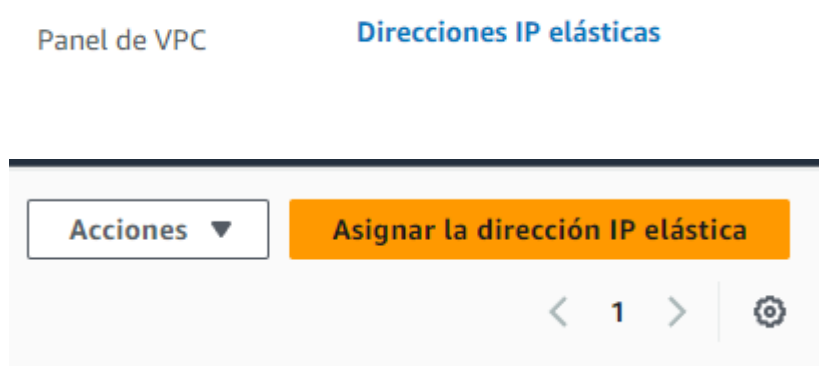 Panel de VPC Direcciones IP elásticas
Acciones Asignar la dirección IP elástica
1